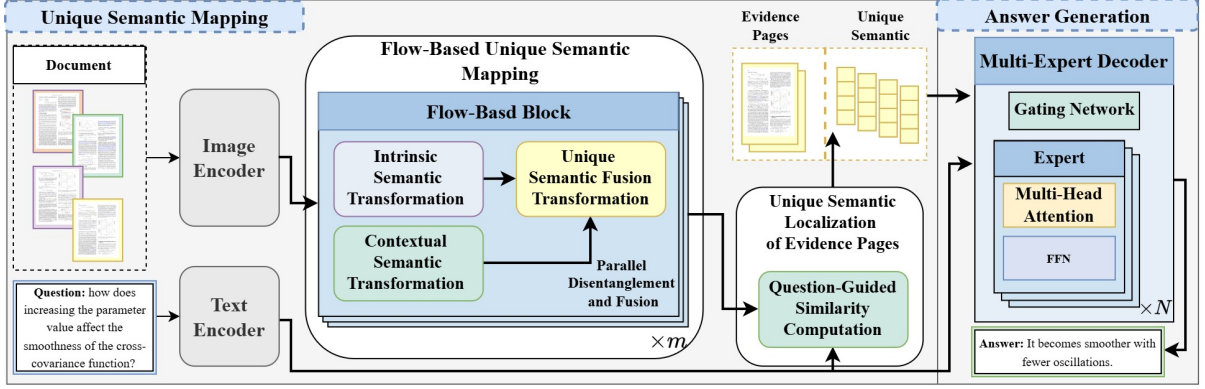 Unique Semantic Mapping
Document
Question: how does
increasing the parameter
value affect the
smoothness of the cross-
covariance function?
Image
Encoder
Text
Encoder
Flow-Based Unique Semantic
Mapping
Flow-Basd Block
Intrinsic
Semantic
Transformation
Unique
Semantic Fusion
Transformation
Contextual
Semantic
Transformation
Parallel
Disentanglement
and Fusion
×m
Evidence
Pages
Unique
Semantic
Unique Semantic
Localization
of Evidence Pages
Question-Guided
Similarity
Computation
Answer Generation
Multi-Expert Decoder
Gating Network
Expert
Multi-Head
Attention
FFN
×N
Answer: It becomes smoother with
fewer oscillations.